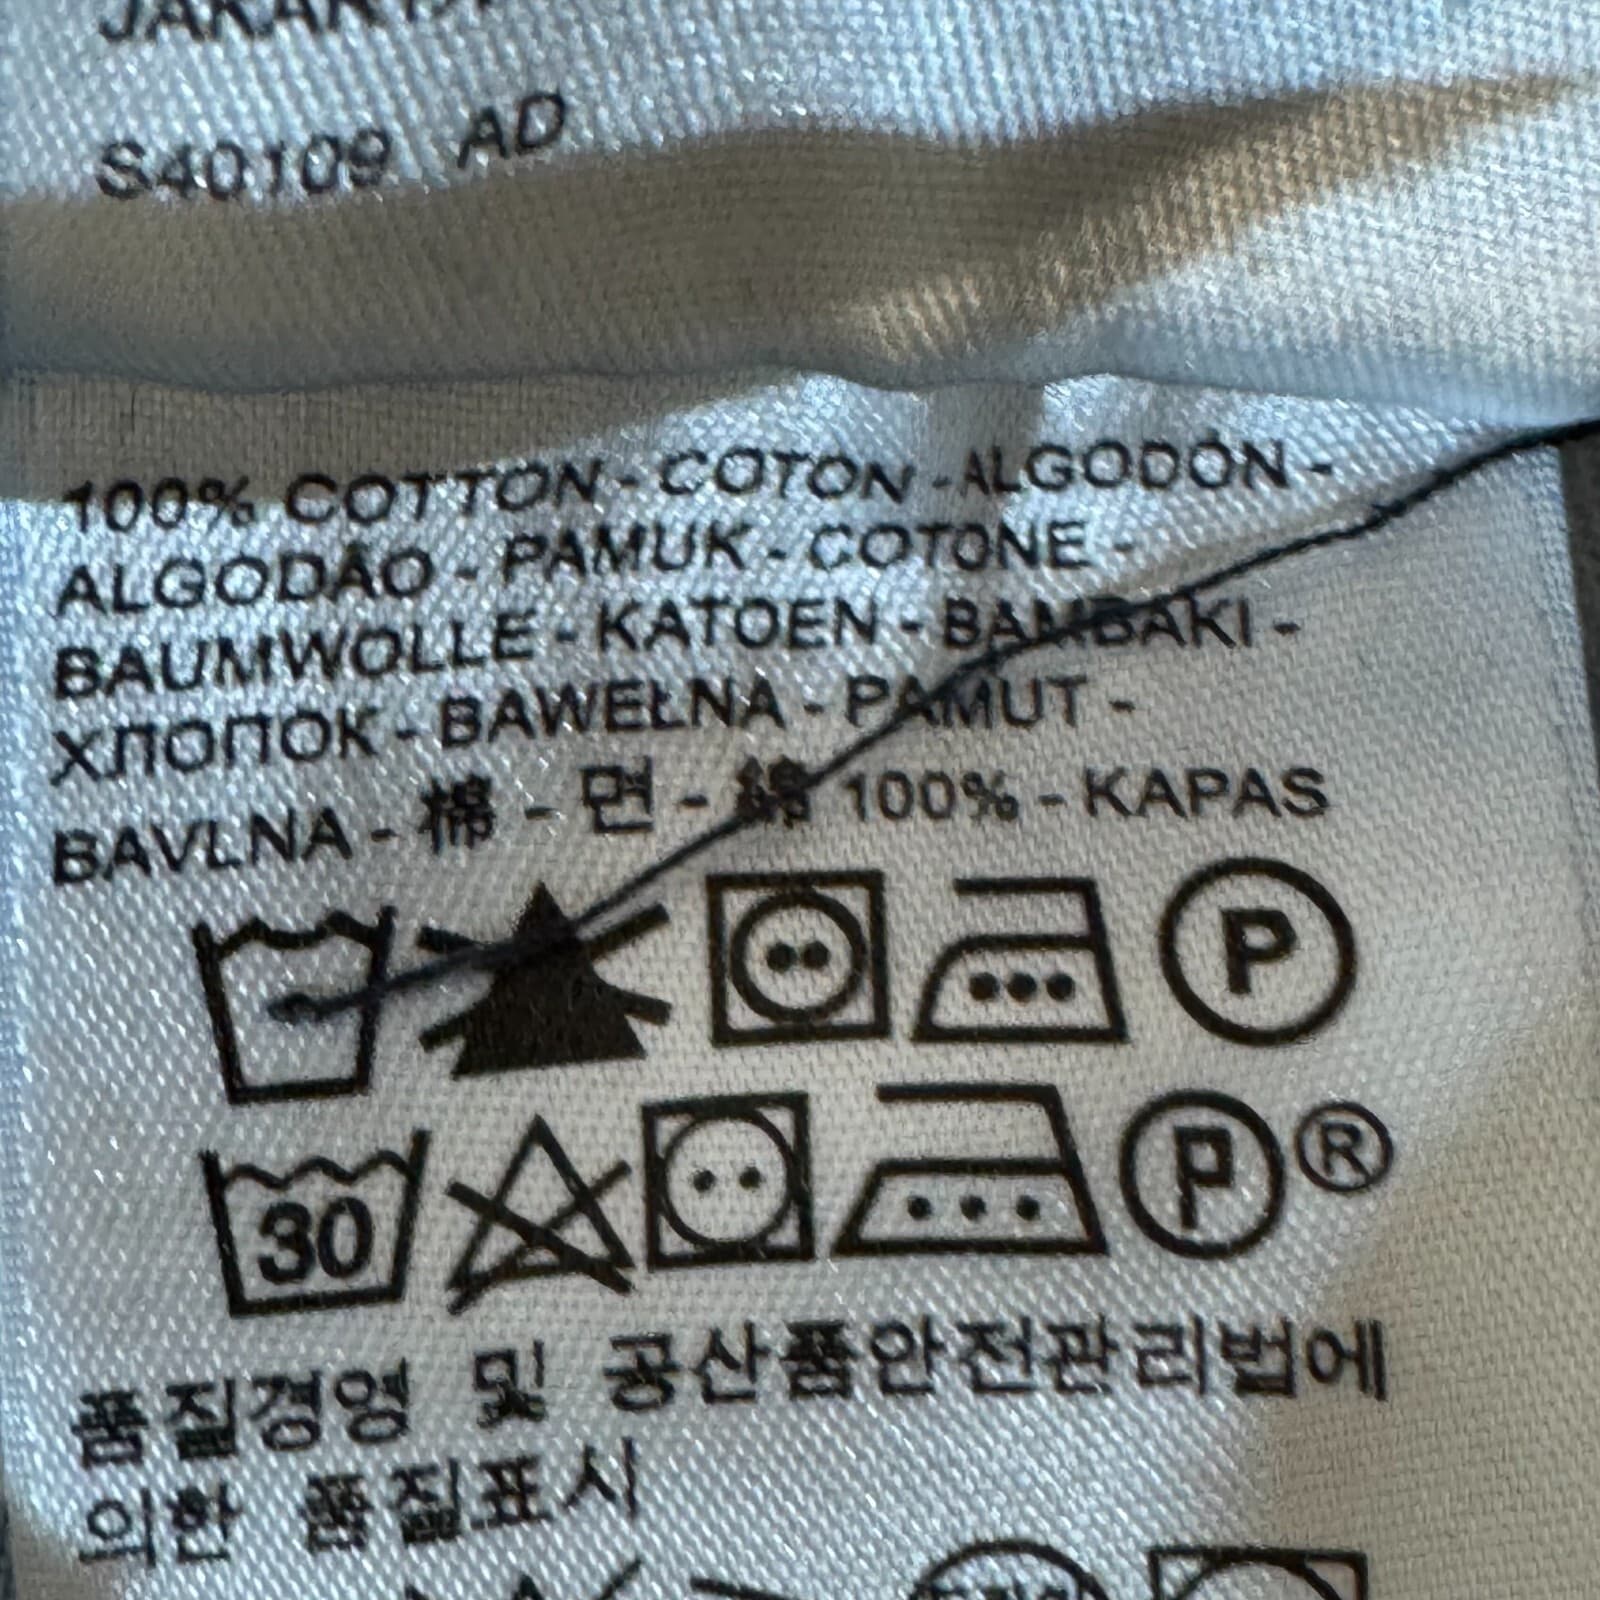 JAKARTA
S40109 AD
100% COTTON - COTON - ALGODÓN -
ALGODÃO - PAMUK - COTONE -
BAUMWOLLE - KATOEN - BAMBAKI -
ХЛОПОК - BAWEŁNA - PAMUT -
BAVLNA - 棉 - 면 - 綿 100% - KAPAS
P
30 P ®
품질경영 및 공산품안전관리법에
의한 품질표시